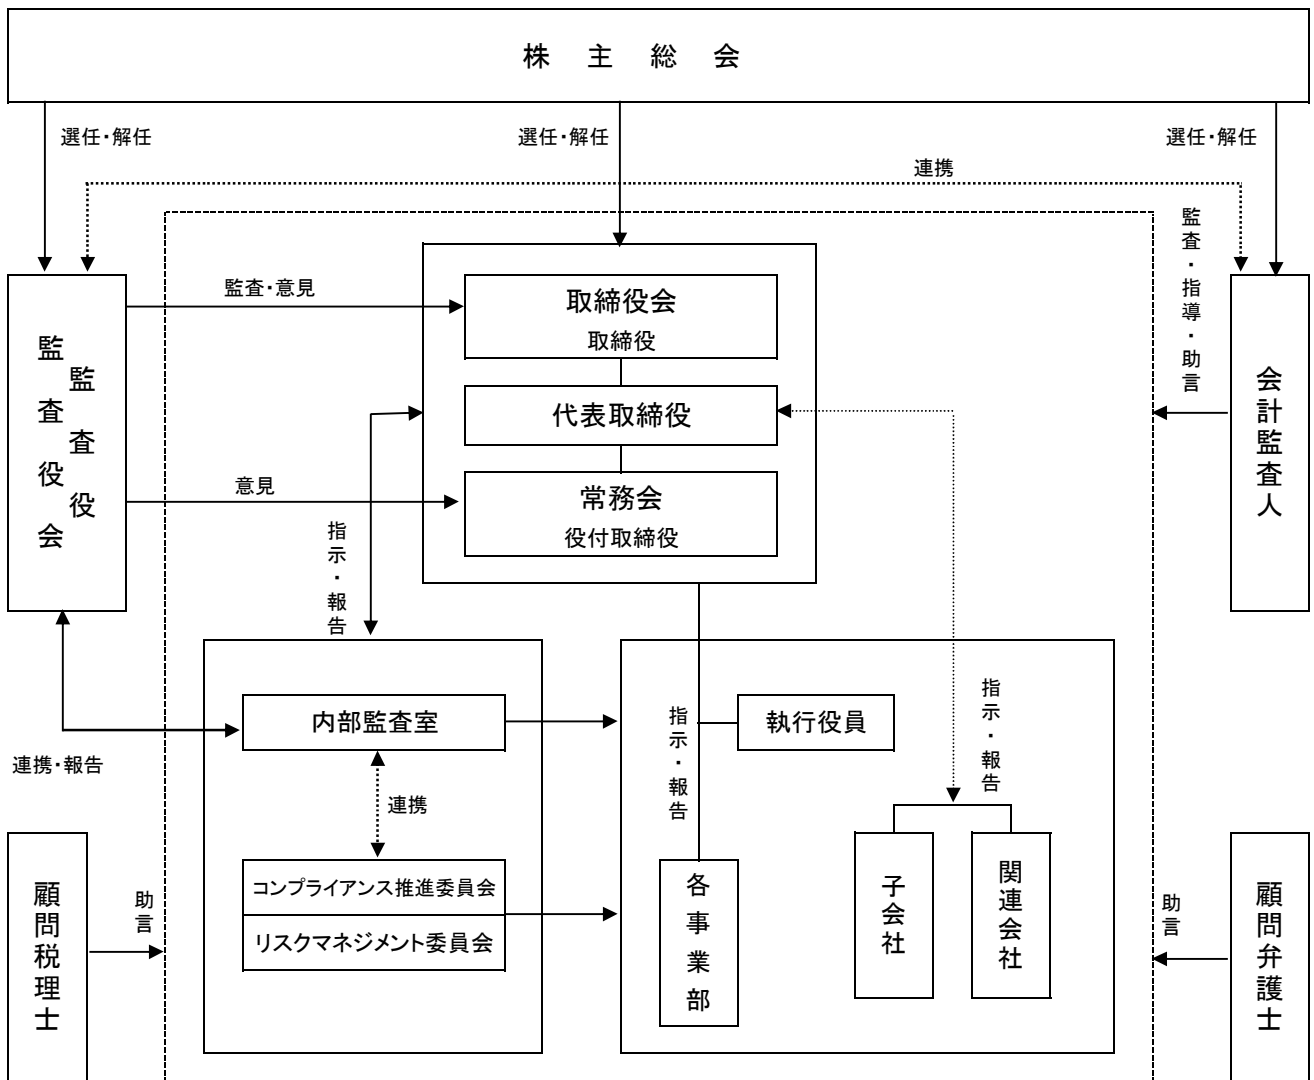 株 主 総 会
選任・解任
選任・解任
選任・解任
連携
監査・意見
取締役会
取締役
監査・指導・助言
監査役会
監査役
代表取締役
会計監査人
意見
常務会
役付取締役
指示・報告
内部監査室
指示・報告
執行役員
指示・報告
連携・報告
連携
コンプライアンス推進委員会
リスクマネジメント委員会
各事業部
子会社
関連会社
顧問税理士
助言
助言
顧問弁護士